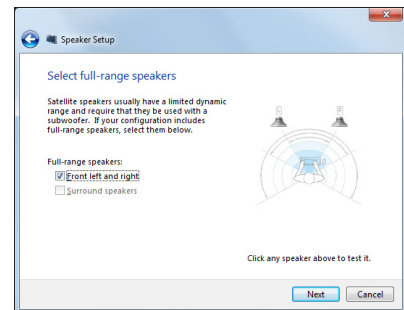 Speaker Setup
Select full-range speakers
Satellite speakers usually have a limited dynamic
range and require that they be used with a
subwoofer. If your configuration includes
full-range speakers, select them below.
L R
Full-range speakers:
Front left and right
Surround speakers
Click any speaker above to test it.
Next Cancel